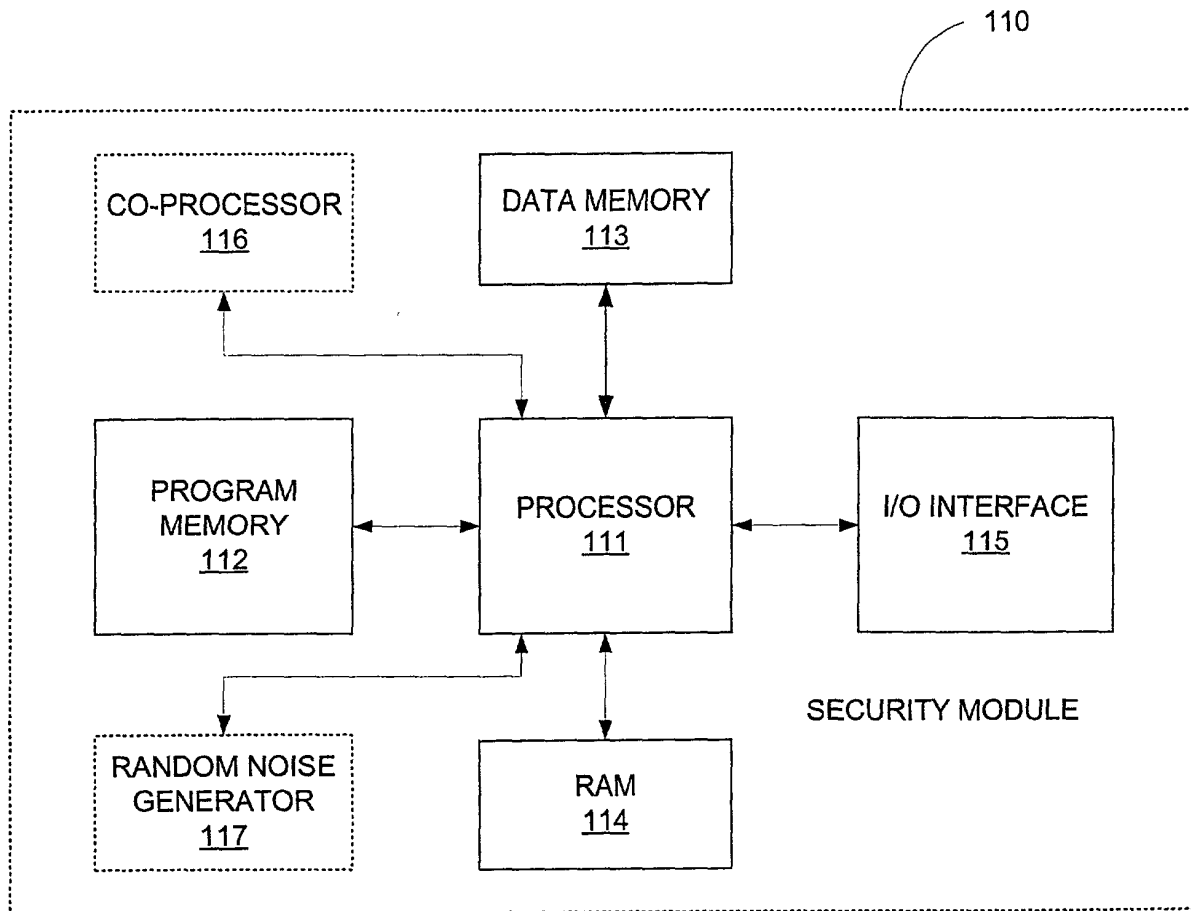 110
CO-PROCESSOR
116
DATA MEMORY
113
PROGRAM
MEMORY
112
PROCESSOR
111
I/O INTERFACE
115
SECURITY MODULE
RANDOM NOISE
GENERATOR
117
RAM
114